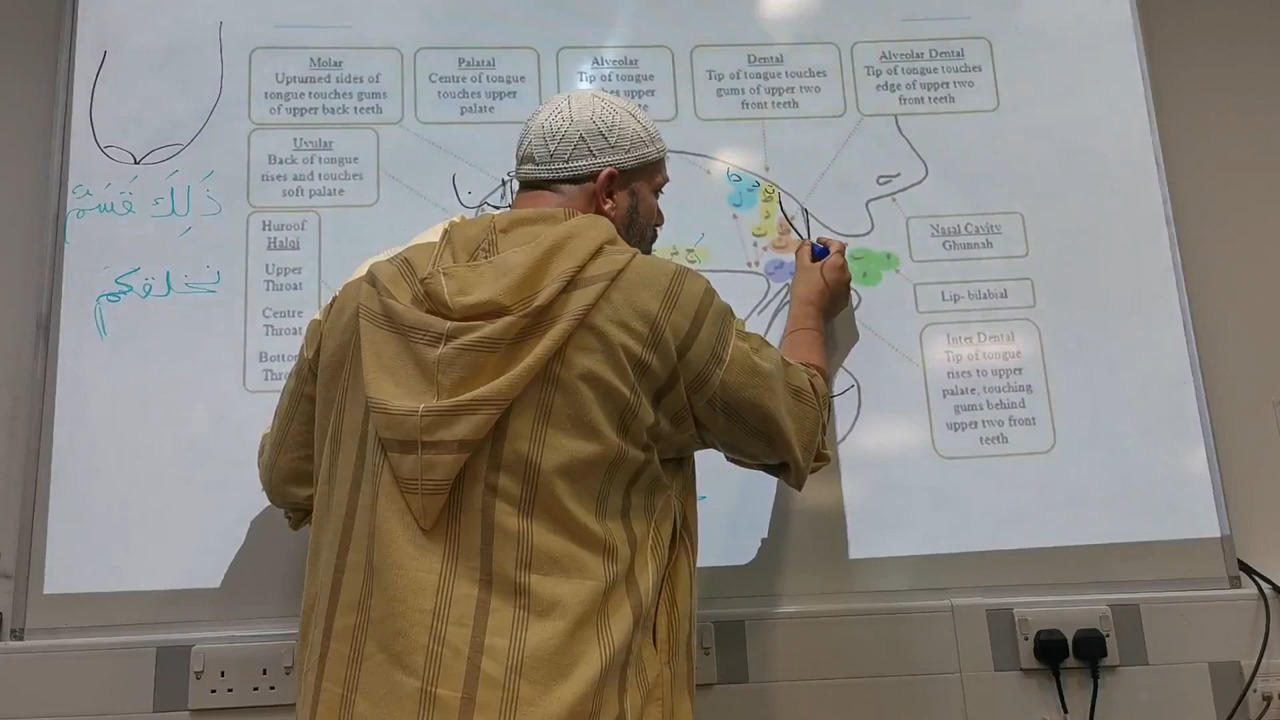 Molar
Upturned sides of
tongue touches gums
of upper back teeth
Palatal
Centre of tongue
touches upper
palate
Alveolar
Tip of tongue
upper
Dental
Tip of tongue touches
gums of upper two
front teeth
Alveolar Dental
Tip of tongue touches
edge of upper two
front teeth
Uvular
Back of tongue
rises and touches
soft palate
ذَلِكَ قَسَمٌ
نخلقكم
Huroof
Halqi
Upper
Throat
Centre
Throat
Nasal Cavity
Ghunnah
Lip- bilabial
Inter Dental
Tip of tongue
rises to upper
palate, touching
gums behind
upper two front
teeth